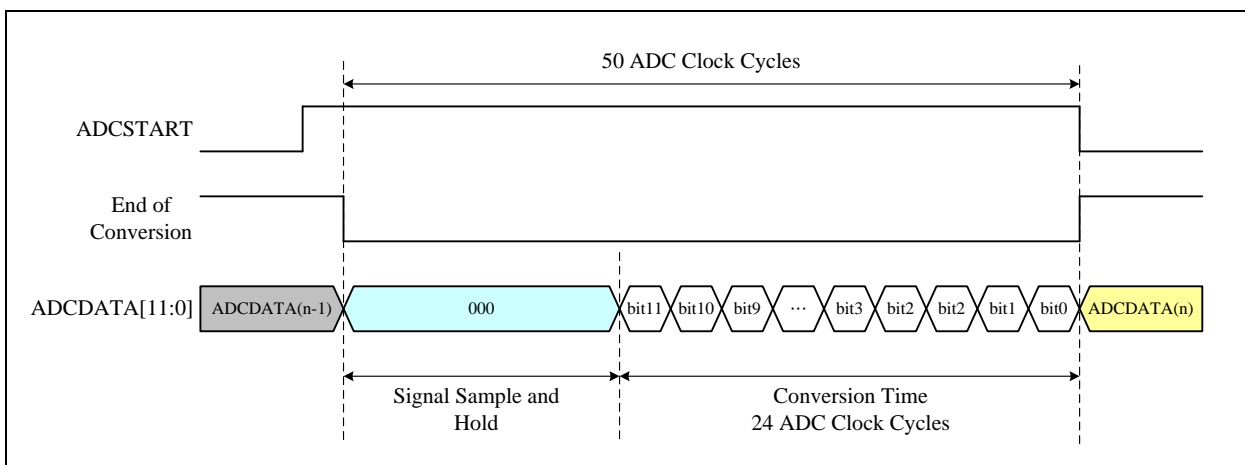 50 ADC Clock Cycles
ADCSTART
End of
Conversion
ADCDATA[11:0]
ADCDATA(n-1)
000
bit11
bit10
bit9
...
bit3
bit2
bit2
bit1
bit0
ADCDATA(n)
Signal Sample and
Hold
Conversion Time
24 ADC Clock Cycles